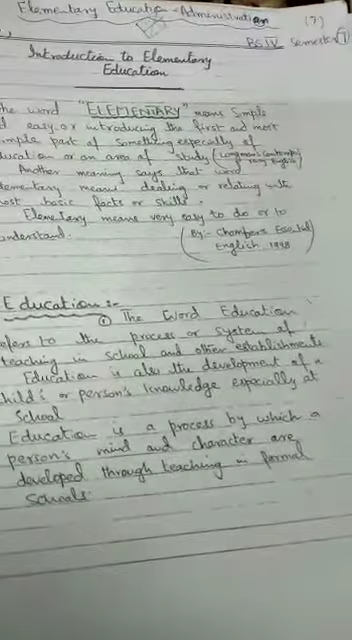 Elementary Education - Administration (7)
BSIV Semester
Introduction to Elementary
Education
The word "ELEMENTARY" means simple
easy, or introducing the first and most
simple part of something especially of
education or an area of study (Longman's Contemp
English)
Another meaning says that word
elementary means dealing or relating with
most basic facts or skills.
Elementary means very easy to do or to
understand. (By:- Chambers
English 1998)
Education:-
The Word Education
refers to the process or system of
teaching in school and other establishments
Education is also the development of a
child's or person's knowledge especially at
School
Education is a process by which a
person's mind and character are
developed through teaching in formal
schools.